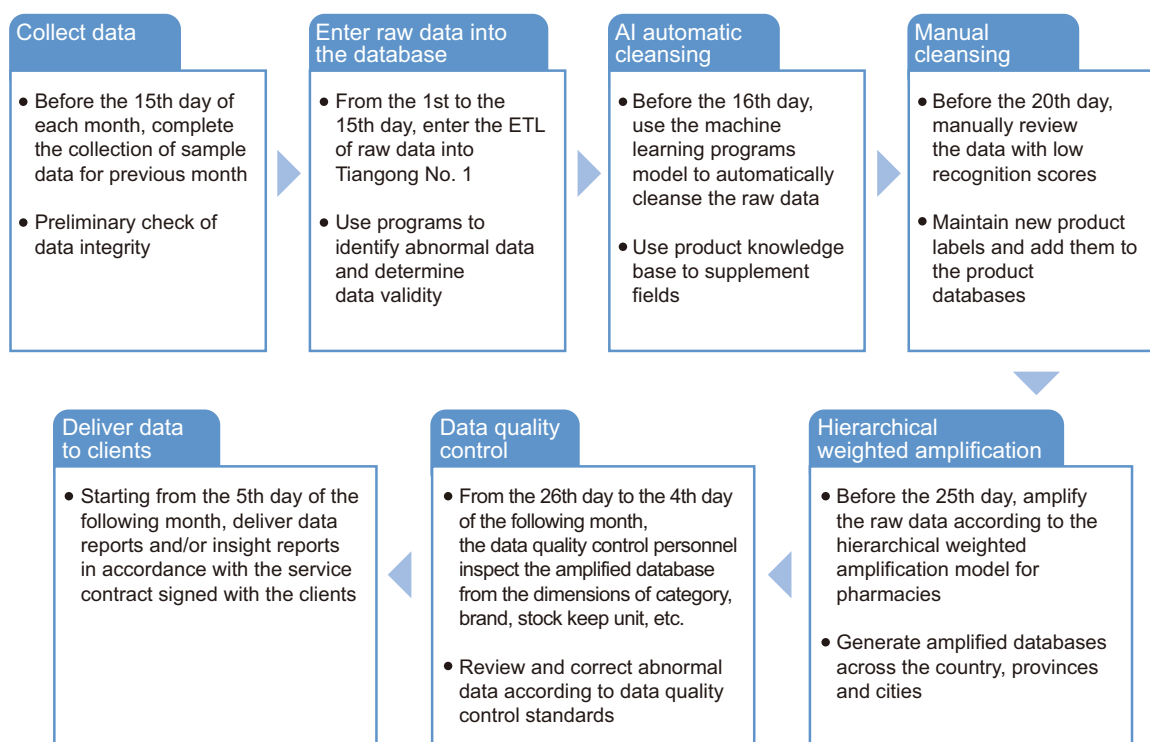 Collect data
● Before the 15th day of
each month, complete
the collection of sample
data for previous month
● Preliminary check of
data integrity
Enter raw data into
the database
● From the 1st to the
15th day, enter the ETL
of raw data into
Tiangong No. 1
● Use programs to
identify abnormal data
and determine
data validity
AI automatic
cleansing
● Before the 16th day,
use the machine
learning programs
model to automatically
cleanse the raw data
● Use product knowledge
base to supplement
fields
Manual
cleansing
● Before the 20th day,
manually review
the data with low
recognition scores
● Maintain new product
labels and add them to
the product
databases
Hierarchical
weighted amplification
● Before the 25th day, amplify
the raw data according to the
hierarchical weighted
amplification model for
pharmacies
● Generate amplified databases
across the country, provinces
and cities
Data quality
control
● From the 26th day to the 4th day
of the following month,
the data quality control personnel
inspect the amplified database
from the dimensions of category,
brand, stock keep unit, etc.
● Review and correct abnormal
data according to data quality
control standards
Deliver data
to clients
● Starting from the 5th day of the
following month, deliver data
reports and/or insight reports
in accordance with the service
contract signed with the clients